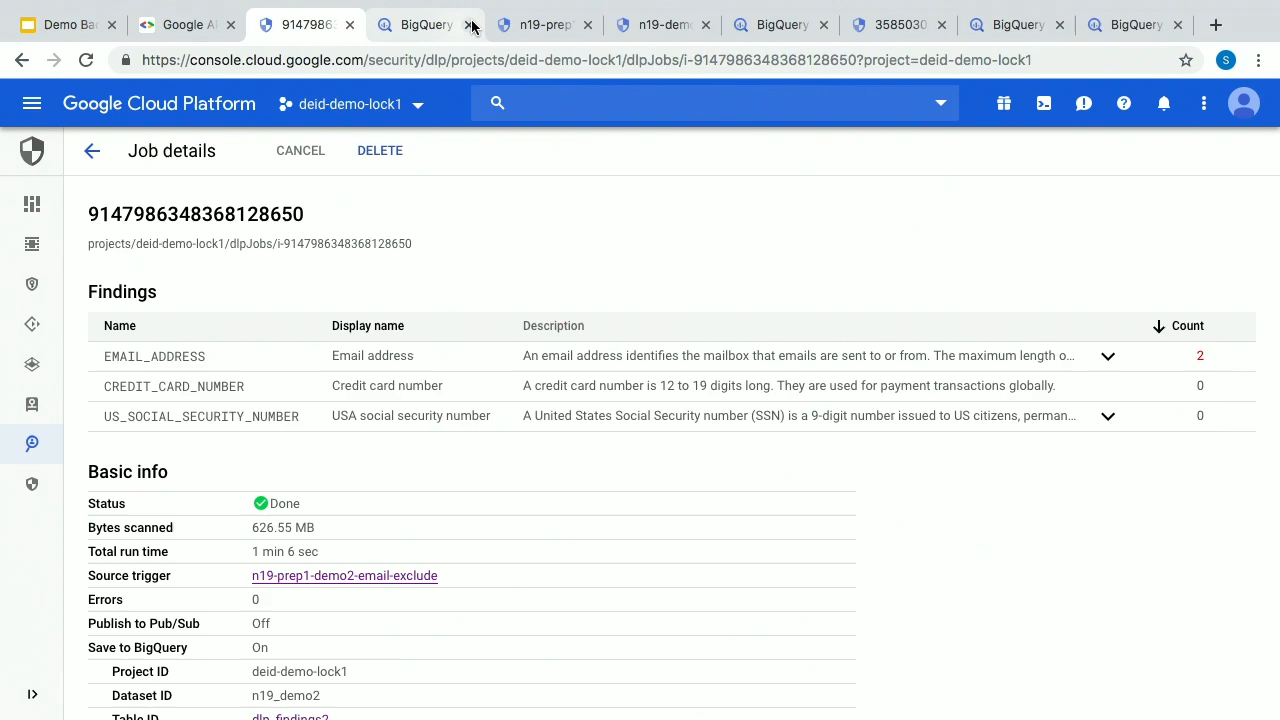 Demo Ba
Google A
9147986
BigQuery
n19-prep
n19-demo
BigQuery
3585030
BigQuery
BigQuery
https://console.cloud.google.com/security/dlp/projects/deid-demo-lock1/dlpJobs/i-9147986348368128650?project=deid-demo-lock1
S
Google Cloud Platform
deid-demo-lock1
Job details
CANCEL
DELETE
9147986348368128650
projects/deid-demo-lock1/dlpJobs/i-9147986348368128650
Findings
Name Display name Description Count
EMAIL_ADDRESS Email address An email address identifies the mailbox that emails are sent to or from. The maximum length o... 2
CREDIT_CARD_NUMBER Credit card number A credit card number is 12 to 19 digits long. They are used for payment transactions globally. 0
US_SOCIAL_SECURITY_NUMBER USA social security number A United States Social Security number (SSN) is a 9-digit number issued to US citizens, perman... 0
Basic info
Status Done
Bytes scanned 626.55 MB
Total run time 1 min 6 sec
Source trigger n19-prep1-demo2-email-exclude
Errors 0
Publish to Pub/Sub Off
Save to BigQuery On
Project ID deid-demo-lock1
Dataset ID n19_demo2
Table ID dlp_findings2